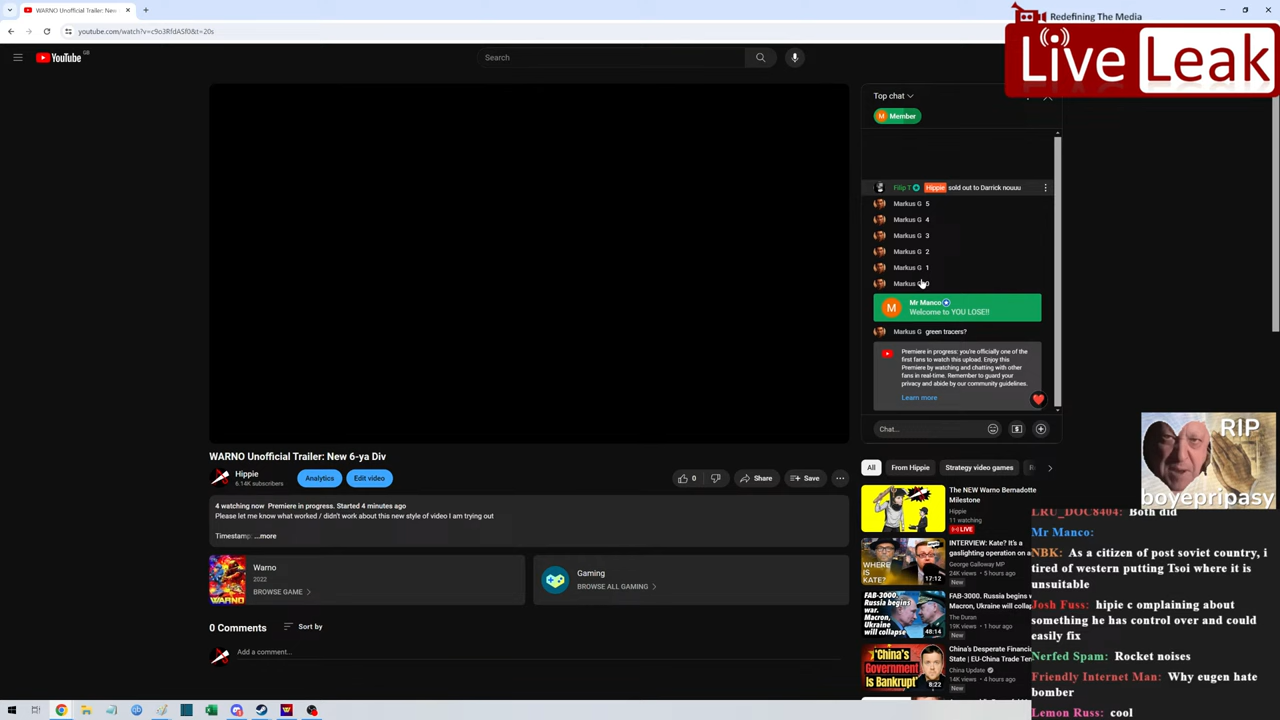 WARNO Unofficial Trailer: New
youtube.com/watch?v=c9o3RfdASf0&t=20s
Redefining The Media
Live Leak
YouTube GB
Search
Top chat
M Member
Filip T Hippie sold out to Darrick nouuu
Markus G 5
Markus G 4
Markus G 3
Markus G 2
Markus G 1
Markus G 0
M Mr Manco
Welcome to YOU LOSE!!
Markus G green tracers?
Premiere in progress: you're officially one of the
first fans to watch this upload. Enjoy this
Premiere by watching and chatting with other
fans in real-time. Remember to guard your
privacy and abide by our community guidelines.
Learn more
Chat...
WARNO Unofficial Trailer: New 6-ya Div
Hippie
6.14K subscribers
Analytics
Edit video
0
Share
Save
4 watching now Premiere in progress. Started 4 minutes ago
Please let me know what worked / didn't work about this new style of video I am trying out
Timestamp ...more
WARNO
Warno
2022
BROWSE GAME
Gaming
BROWSE ALL GAMING
0 Comments
Sort by
Add a comment...
All
From Hippie
Strategy video games
The NEW Warno Bernadotte
Milestone
Hippie
11 watching
LIVE
WHERE
IS
KATE?
17:12
INTERVIEW: Kate? It's a
gaslighting operation on a
George Galloway MP
24K views • 5 hours ago
New
48:14
FAB-3000. Russia begins
Macron, Ukraine will collap
The Duran
19K views • 1 hour ago
New
'China's
Government
Is Bankrupt'
8:22
China's Desperate Financia
State | EU-China Trade Ten
China Update
14K views • 4 hours ago
New
RIP
boyepripasy
LRU_DOC8404: Both did
Mr Manco:
NBK: As a citizen of post soviet country, i
tired of western putting Tsoi where it is
unsuitable
Josh Fuss: hipie c omplaining about
something he has control over and could
easily fix
Nerfed Spam: Rocket noises
Friendly Internet Man: Why eugen hate
bomber
Lemon Russ: cool